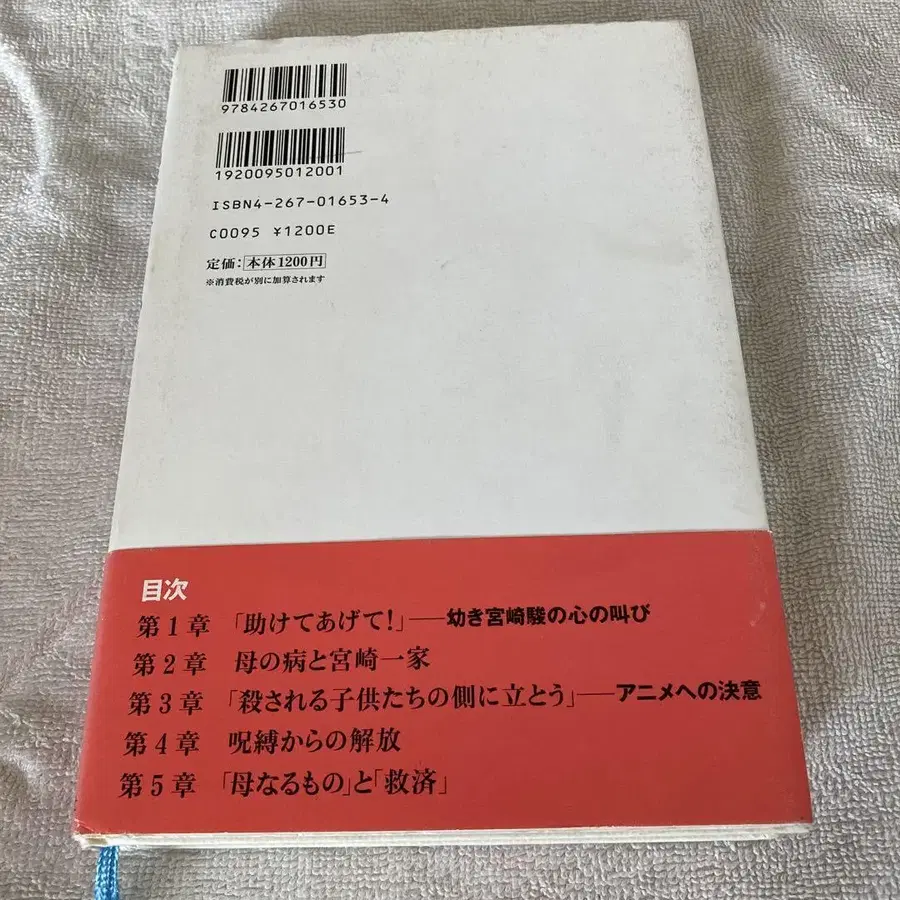 9784267016530
1920095012001
ISBN4-267-01653-4
C0095 ¥1200E
定価：本体1200円
※消費税が別に加算されます
目次
第1章 「助けてあげて!」──幼き宮崎駿の心の叫び
第2章 母の病と宮崎一家
第3章 「殺される子供たちの側に立とう」──アニメへの決意
第4章 呪縛からの解放
第5章 「母なるもの」と「救済」